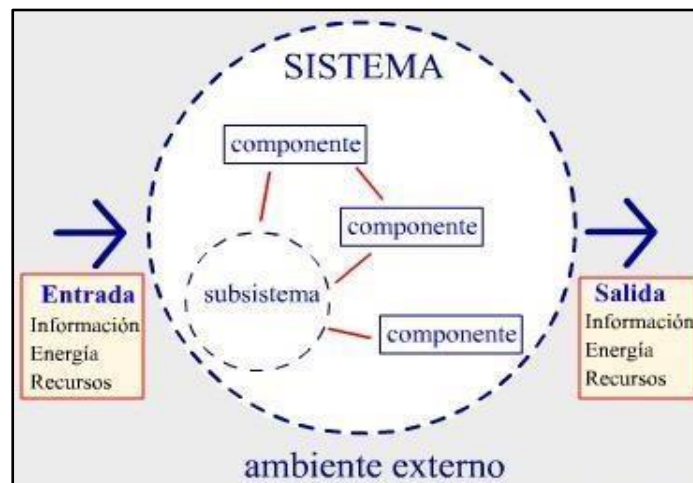 SISTEMA
componente
componente
subsistema
componente
Entrada
Información
Energía
Recursos
Salida
Información
Energía
Recursos
ambiente externo